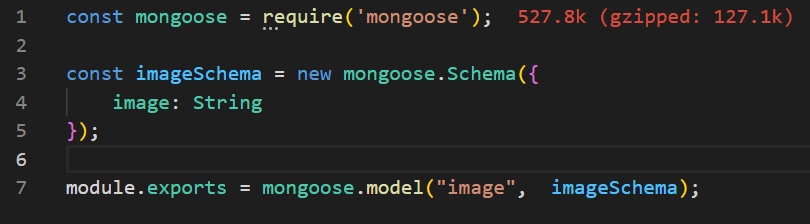 1 const mongoose = require('mongoose'); 527.8k (gzipped: 127.1k)
2
3 const imageSchema = new mongoose.Schema({
4     image: String
5 });
6
7 module.exports = mongoose.model("image",  imageSchema);